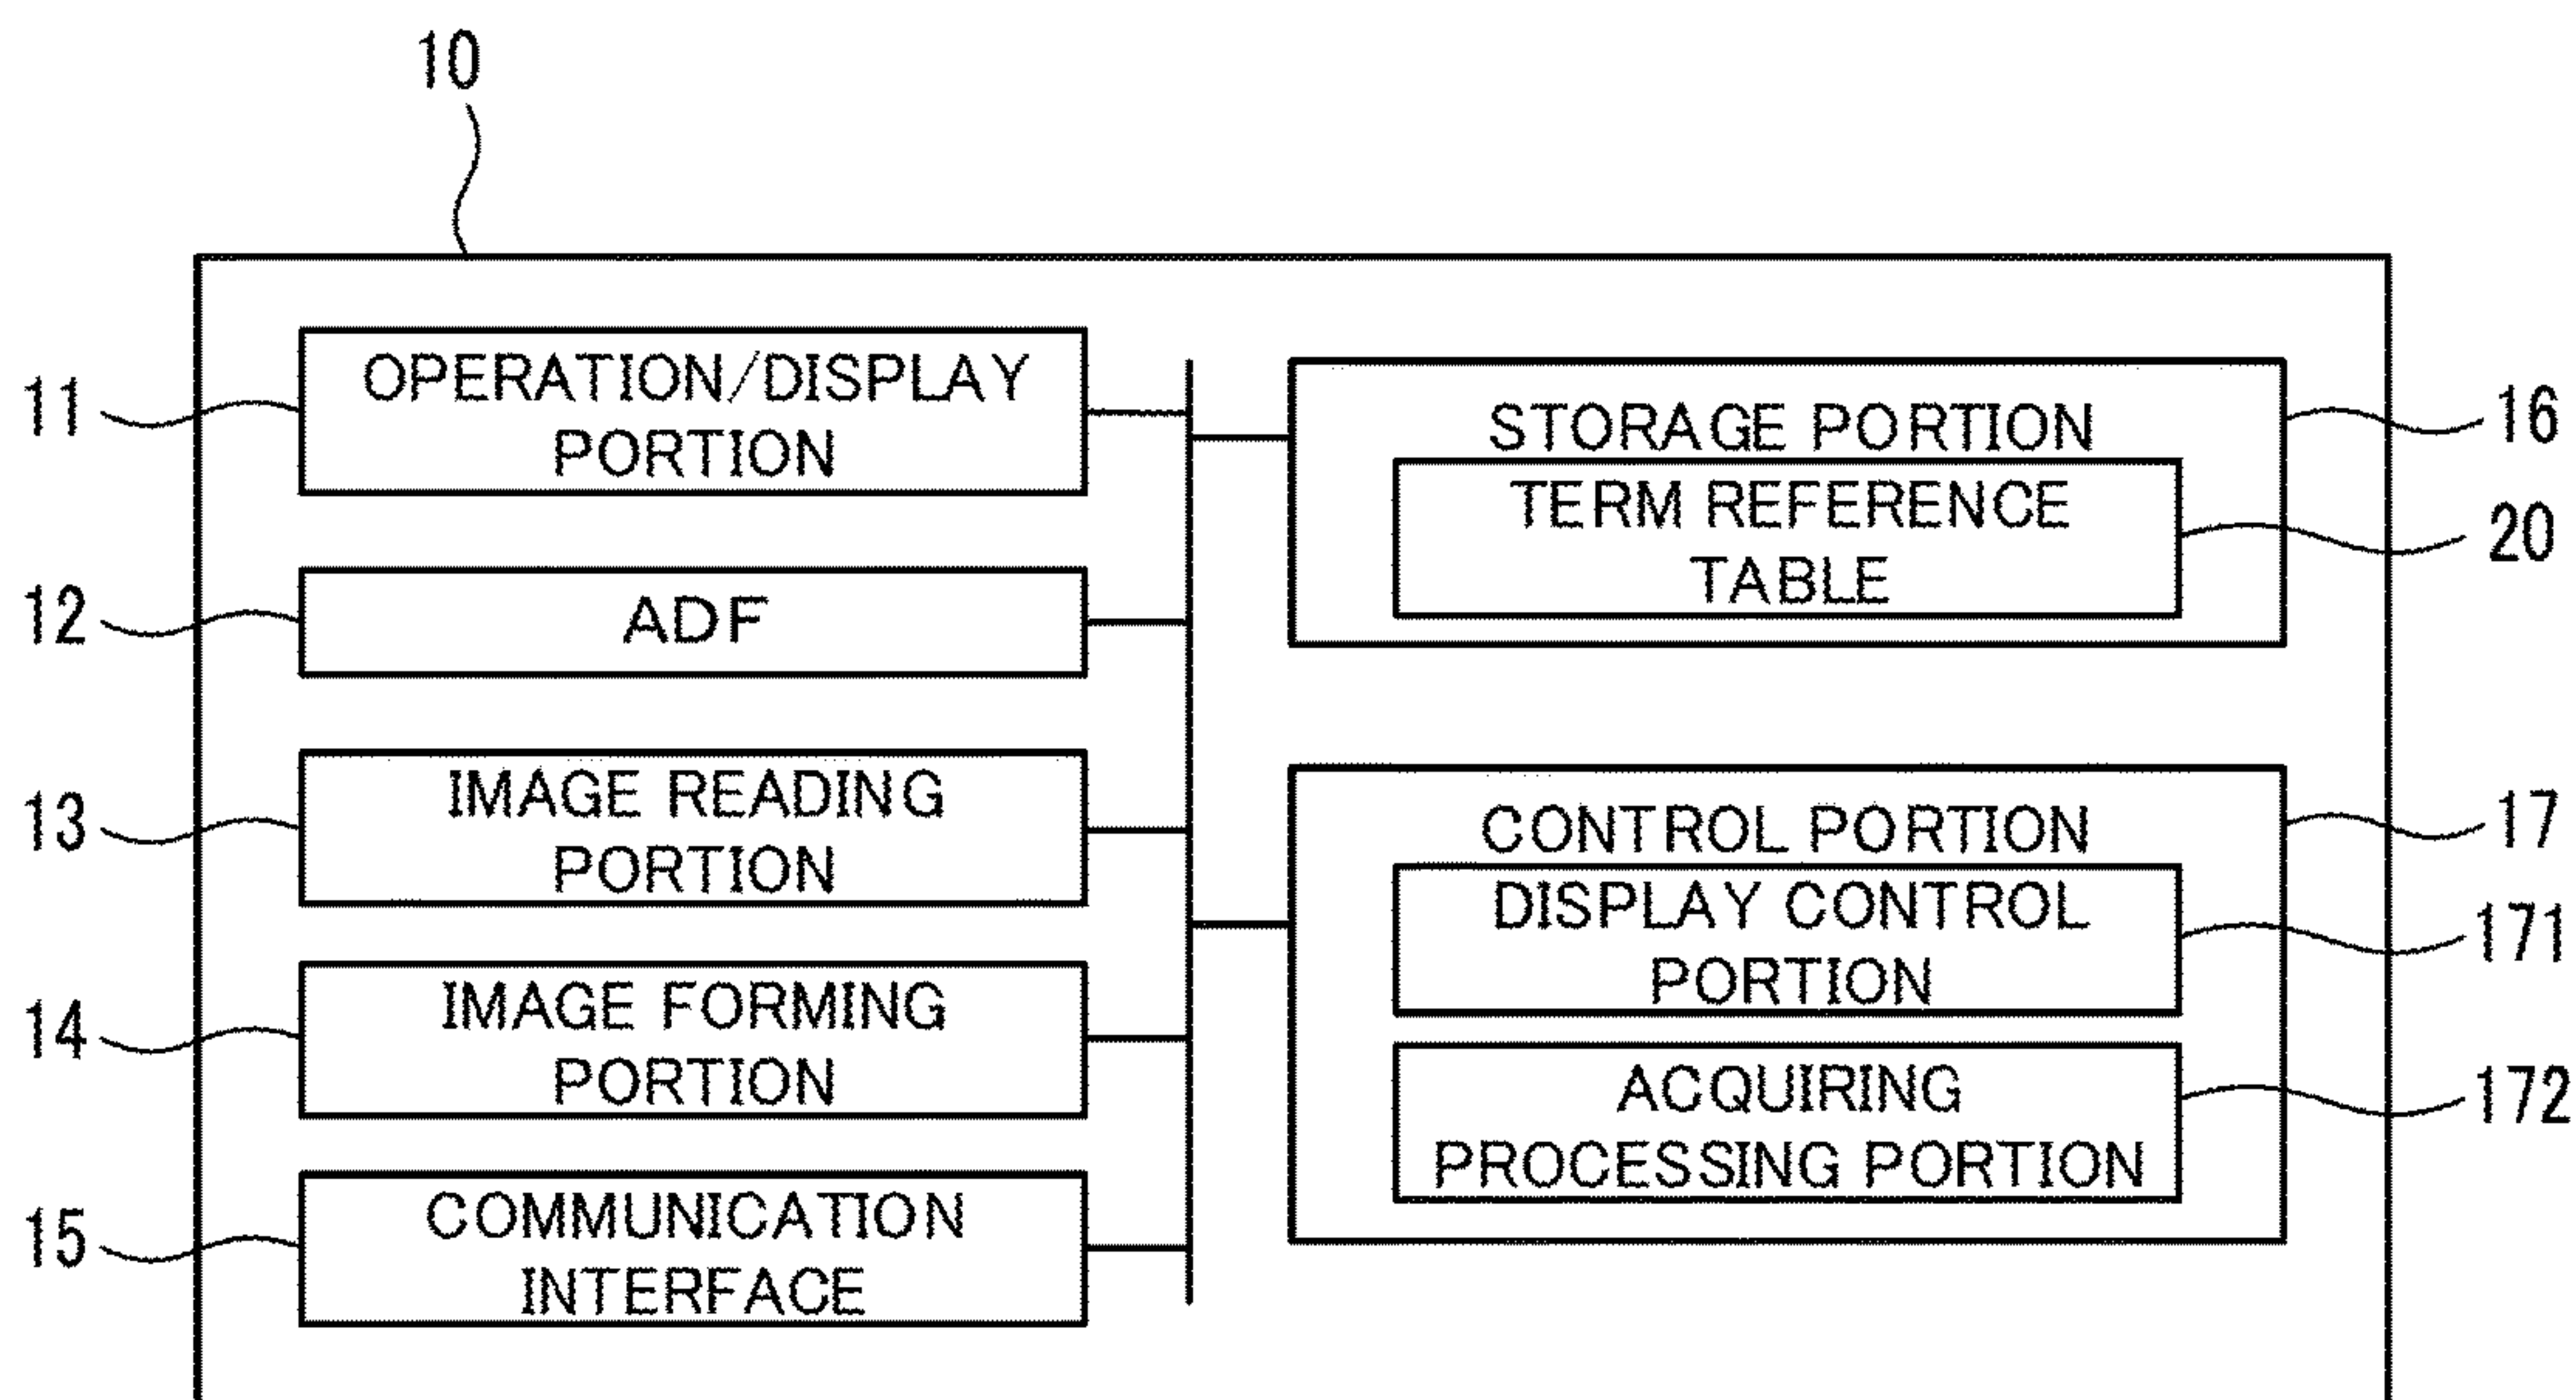 10
11
OPERATION/DISPLAY
PORTION
12
ADF
13
IMAGE READING
PORTION
14
IMAGE FORMING
PORTION
15
COMMUNICATION
INTERFACE
STORAGE PORTION
16
TERM REFERENCE
TABLE
20
CONTROL PORTION
17
DISPLAY CONTROL
PORTION
171
ACQUIRING
PROCESSING PORTION
172